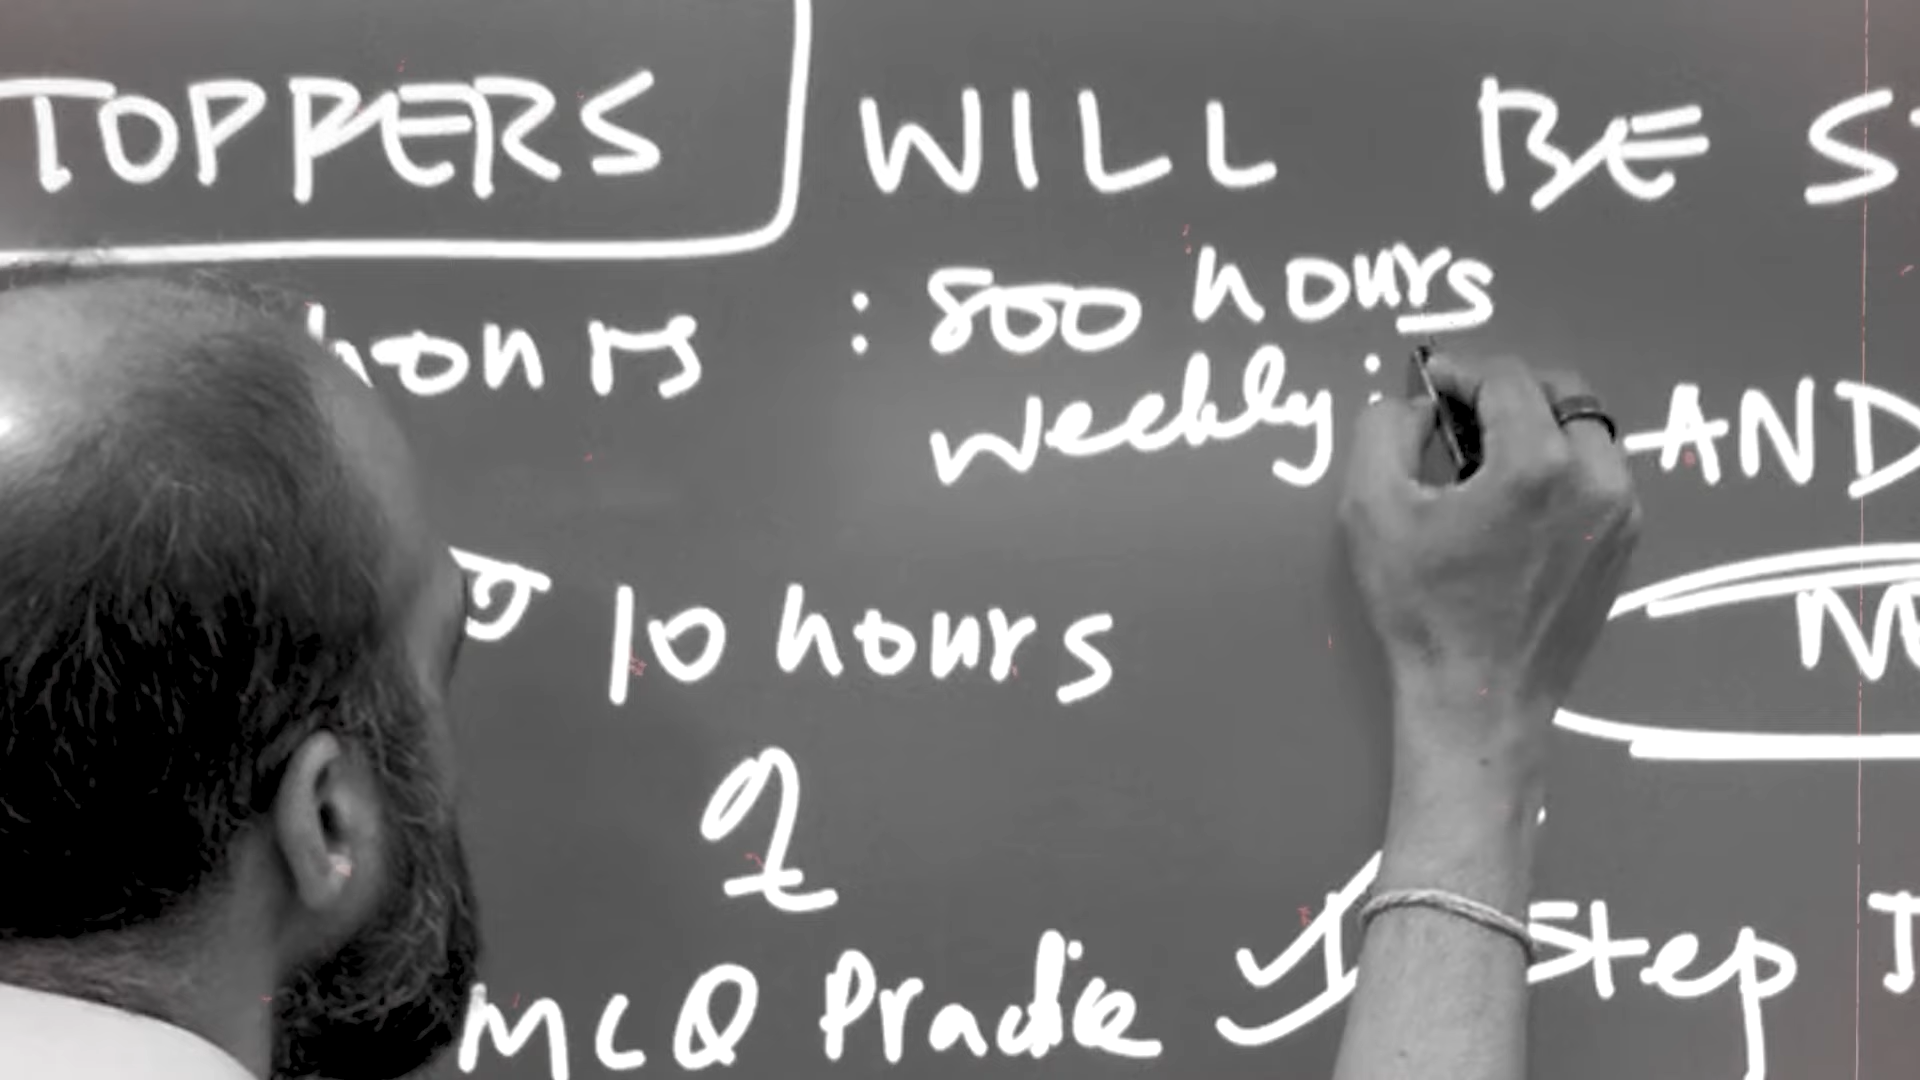 TOPPERS WILL BE S
hours : 800 hours
weekly :
AND
10 hours
MCQ Practice
Step